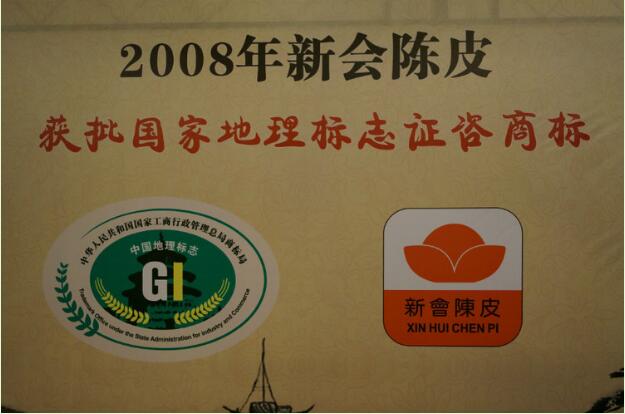 2008年新会陈皮
获批国家地理标志证咨商标
中华人民共和国国家工商行政管理总局商标局
中国地理标志
GI
Trademark Office under the State Administration for Industry and Commerce
新會陳皮
XIN HUI CHEN PI